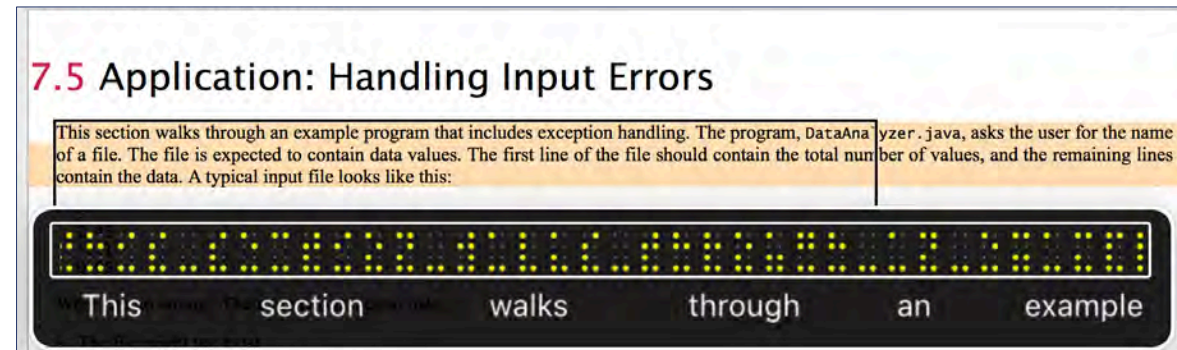 7.5 Application: Handling Input Errors
This section walks through an example program that includes exception handling. The program, DataAnalyzer.java, asks the user for the name
of a file. The file is expected to contain data values. The first line of the file should contain the total number of values, and the remaining lines
contain the data. A typical input file looks like this:
This section walks through an example